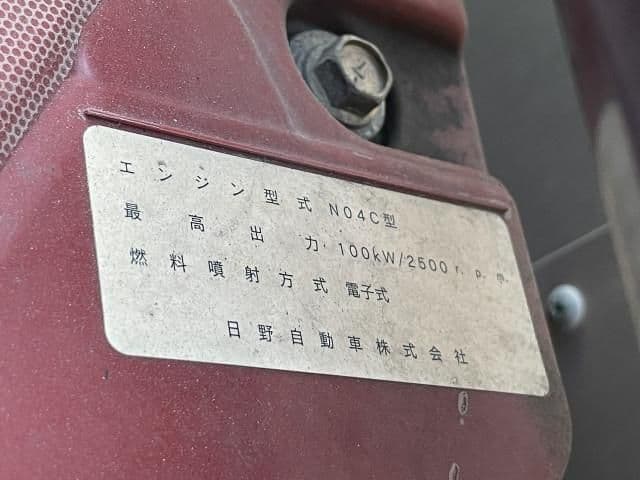 エンジン型式 N04C型
最高出力 100kW/2500r.p.m.
燃料噴射方式 電子式
日野自動車株式会社